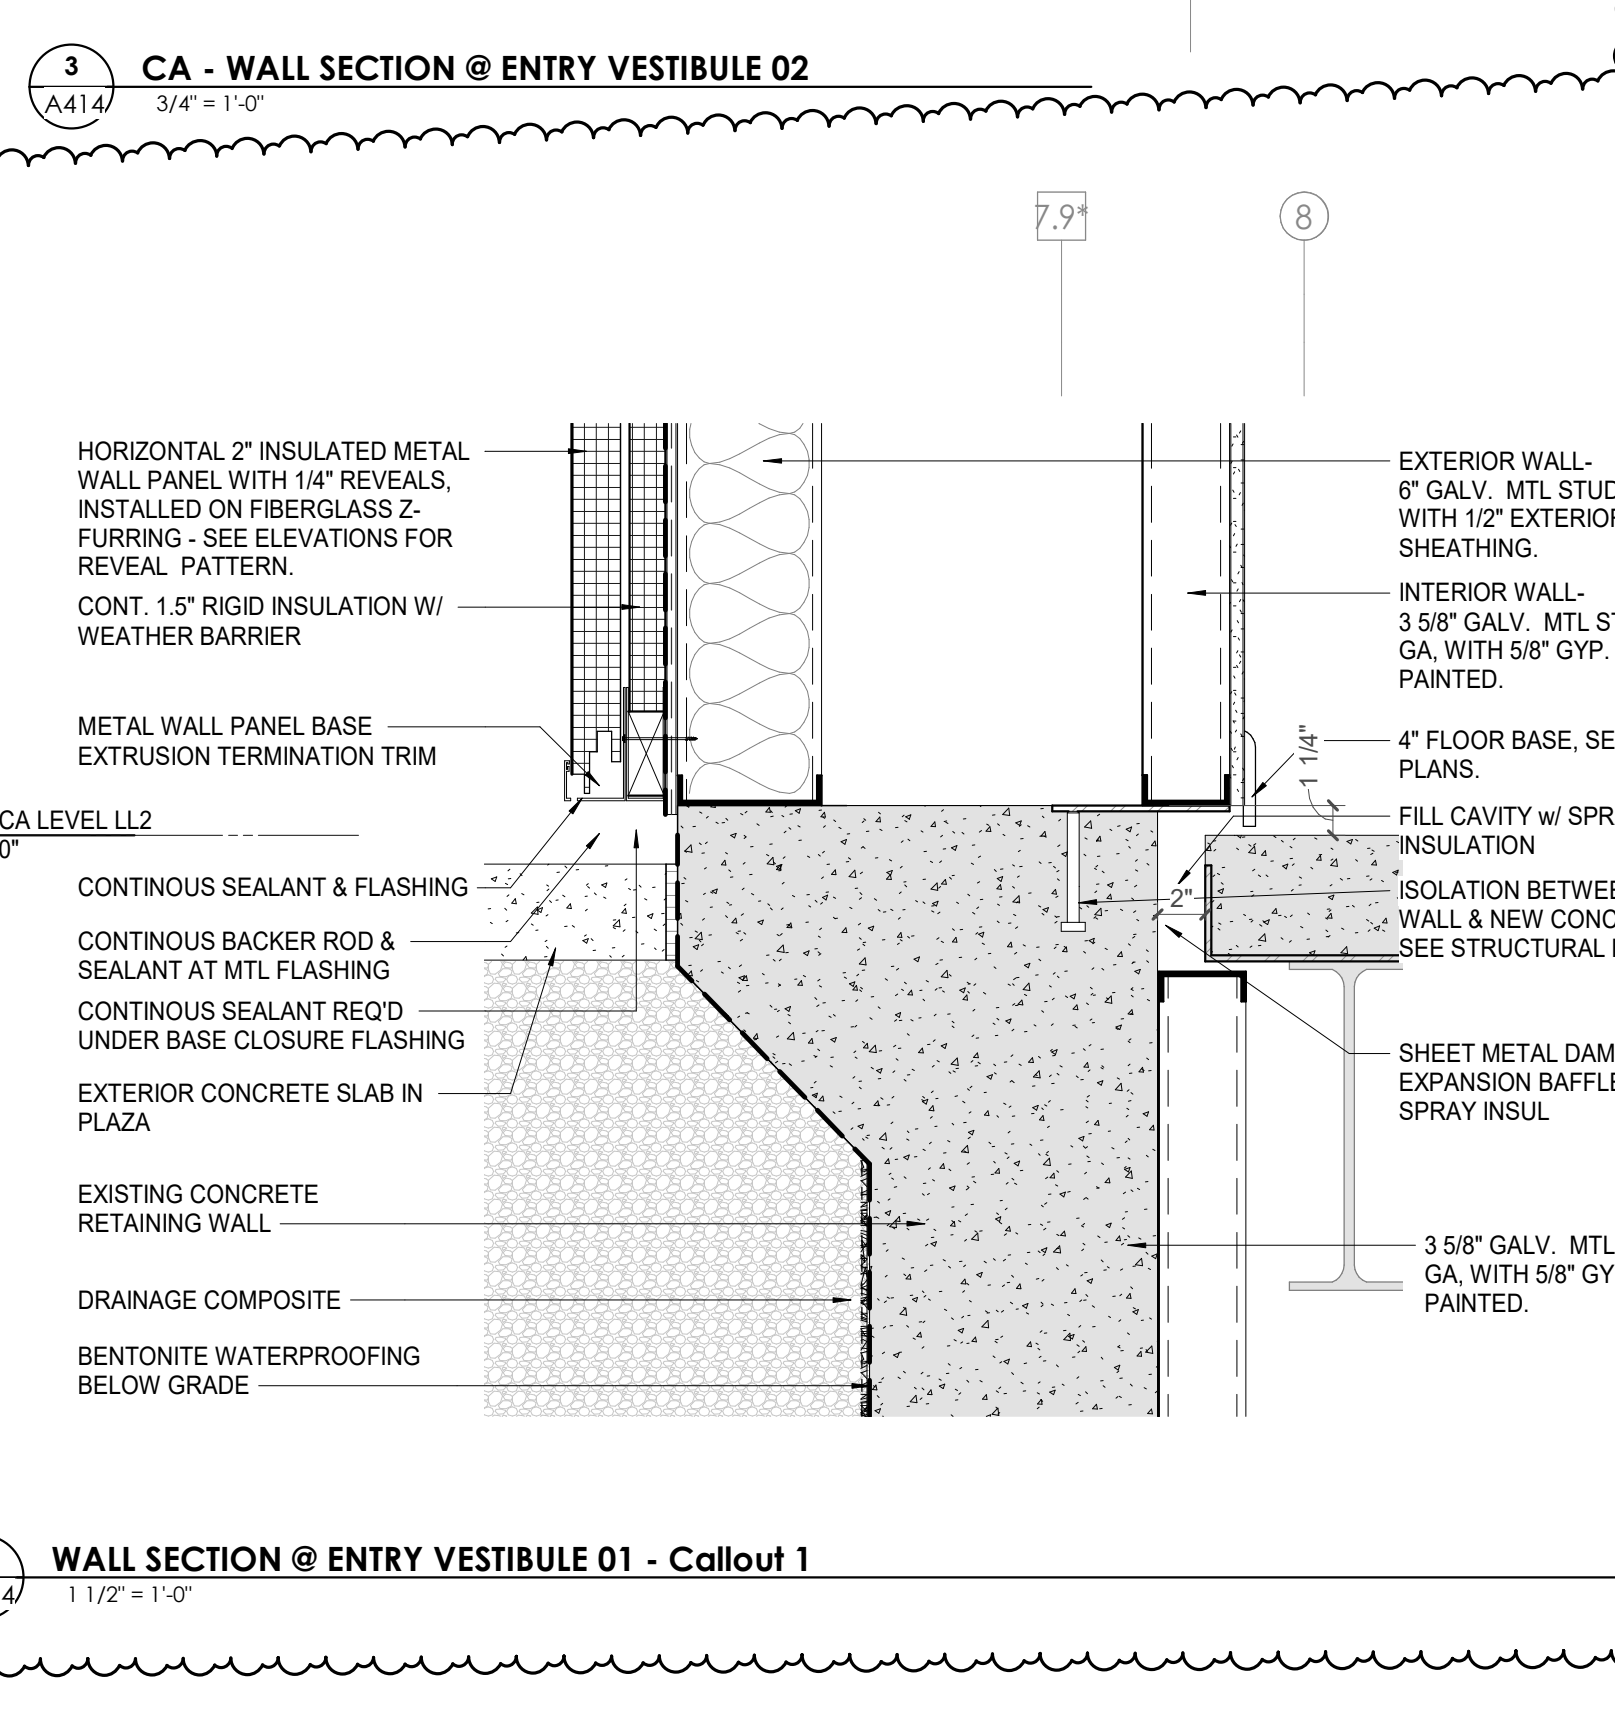 3
A414
CA - WALL SECTION @ ENTRY VESTIBULE 02
3/4" = 1'-0"
7.9*
8
HORIZONTAL 2" INSULATED METAL
WALL PANEL WITH 1/4" REVEALS,
INSTALLED ON FIBERGLASS Z-
FURRING - SEE ELEVATIONS FOR
REVEAL PATTERN.
CONT. 1.5" RIGID INSULATION W/
WEATHER BARRIER
METAL WALL PANEL BASE
EXTRUSION TERMINATION TRIM
CA LEVEL LL2
0"
CONTINOUS SEALANT & FLASHING
CONTINOUS BACKER ROD &
SEALANT AT MTL FLASHING
CONTINOUS SEALANT REQ'D
UNDER BASE CLOSURE FLASHING
EXTERIOR CONCRETE SLAB IN
PLAZA
EXISTING CONCRETE
RETAINING WALL
DRAINAGE COMPOSITE
BENTONITE WATERPROOFING
BELOW GRADE
EXTERIOR WALL-
6" GALV. MTL STUD
WITH 1/2" EXTERIOR
SHEATHING.
INTERIOR WALL-
3 5/8" GALV. MTL ST
GA, WITH 5/8" GYP.
PAINTED.
1 1/4"
4" FLOOR BASE, SE
PLANS.
FILL CAVITY w/ SPR
INSULATION
2"
ISOLATION BETWEE
WALL & NEW CONC
SEE STRUCTURAL
SHEET METAL DAM
EXPANSION BAFFLE
SPRAY INSUL
3 5/8" GALV. MTL
GA, WITH 5/8" GY
PAINTED.
4
WALL SECTION @ ENTRY VESTIBULE 01 - Callout 1
1 1/2" = 1'-0"